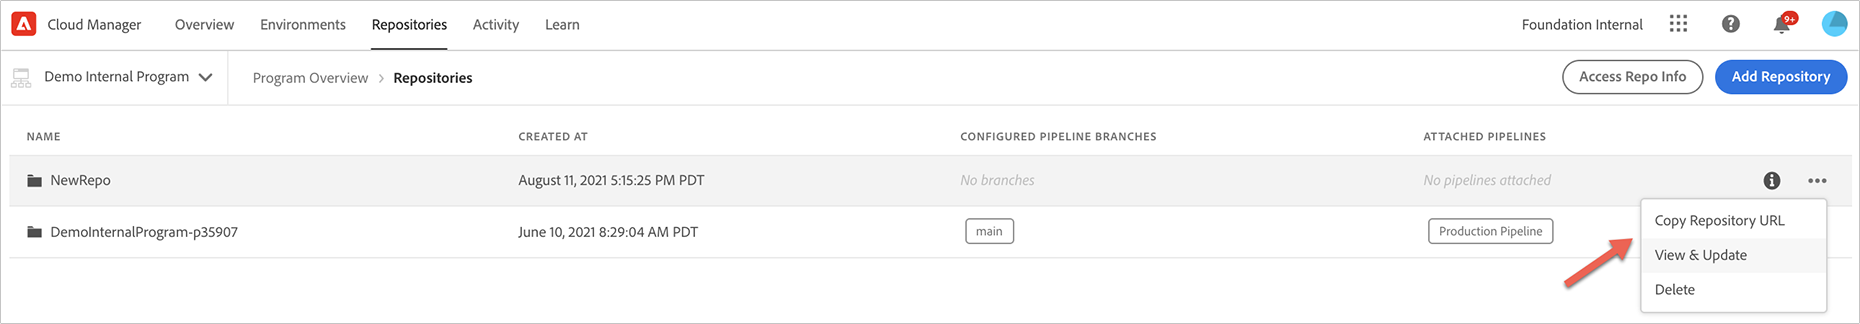 Cloud Manager Overview Environments Repositories Activity Learn Foundation Internal 9+
Demo Internal Program Program Overview > Repositories Access Repo Info Add Repository
NAME CREATED AT CONFIGURED PIPELINE BRANCHES ATTACHED PIPELINES
NewRepo August 11, 2021 5:15:25 PM PDT No branches No pipelines attached
DemoInternalProgram-p35907 June 10, 2021 8:29:04 AM PDT main Production Pipeline
Copy Repository URL
View & Update
Delete